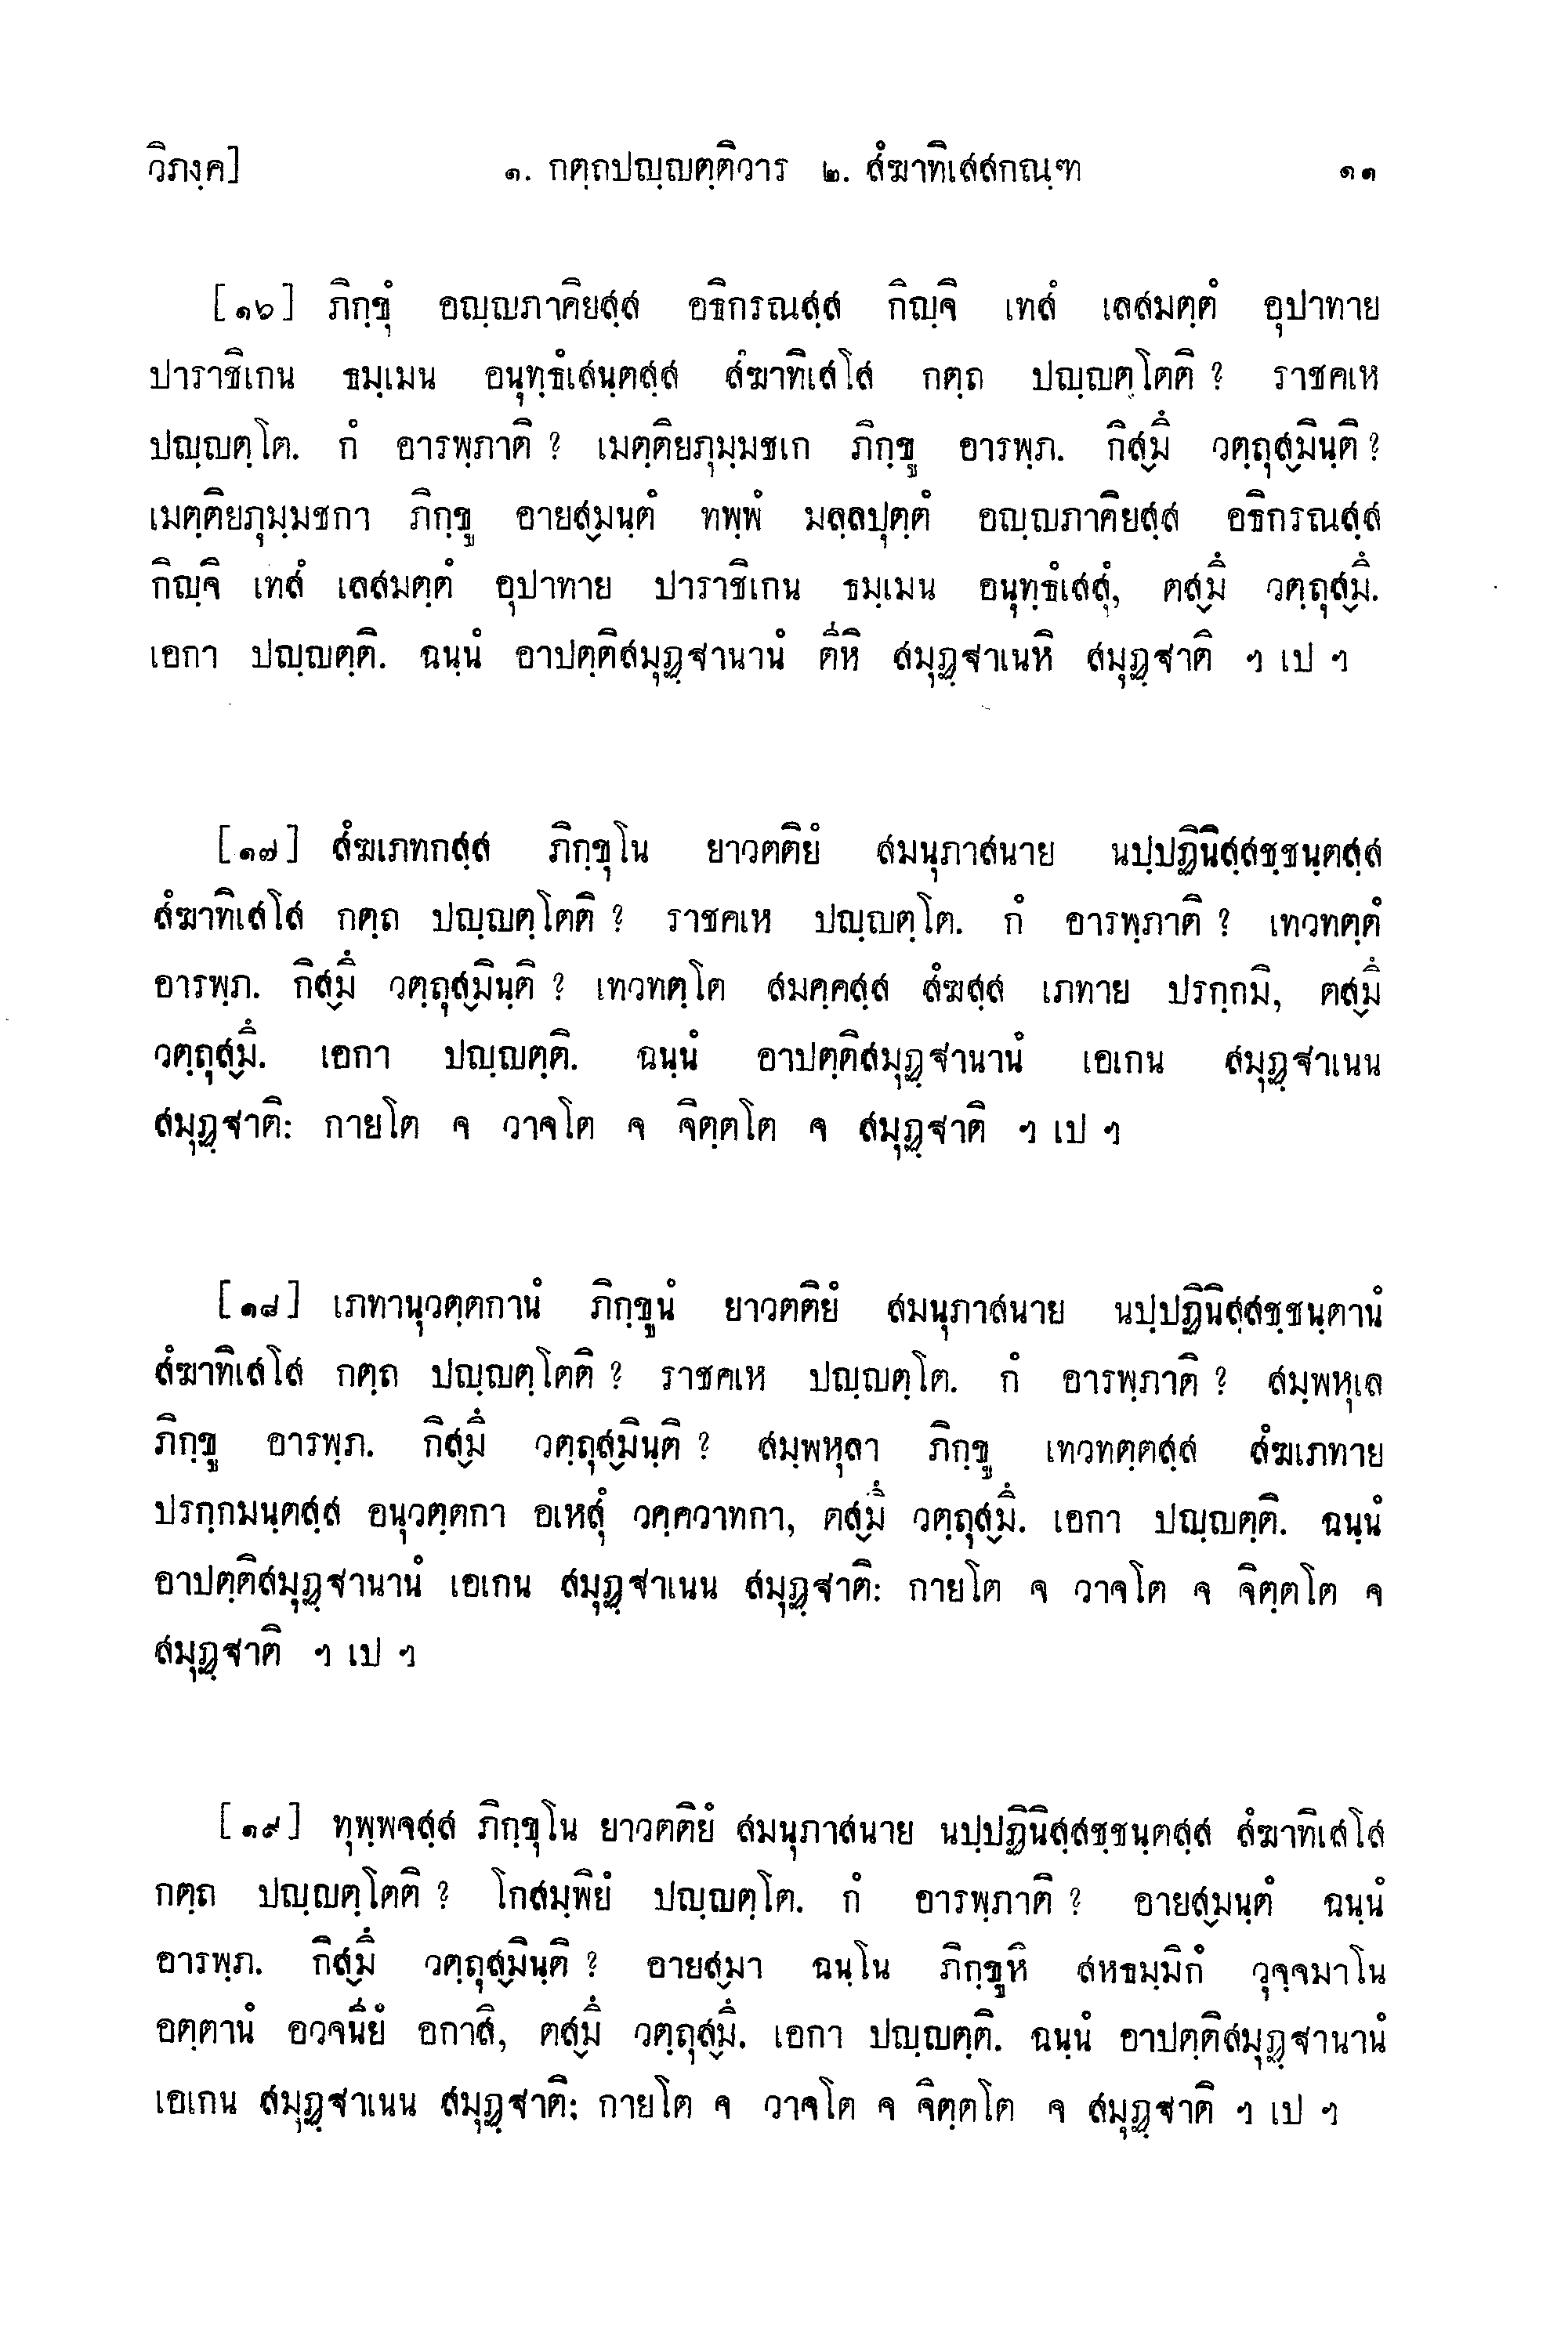 วิภงฺค] ๑. กตฺถปญฺญตฺติวาร ๒. สํฆาทิเสสกณฺฑ ๑๑
[๑๖] ภิกฺขุํ อญฺญภาคิยสฺส อธิกรณสฺส กิญฺจิ เทสํ เลสมตฺตํ อุปาทาย
ปาราชิเกน ธมฺเมน อนุทฺธํเสนฺตสฺส สํฆาทิเสโส กตฺถ ปญฺญตฺโตติ ? ราชคเห
ปญฺญตฺโต. กํ อารพฺภาติ ? เมตฺติยภุมฺมชเก ภิกฺขู อารพฺภ. กิสฺมึ วตฺถุสฺมินฺติ ?
เมตฺติยภุมฺมชกา ภิกฺขู อายสฺมนฺตํ ทพฺพํ มลฺลปุตฺตํ อญฺญภาคิยสฺส อธิกรณสฺส
กิญฺจิ เทสํ เลสมตฺตํ อุปาทาย ปาราชิเกน ธมฺเมน อนุทฺธํเสสุํ, ตสฺมึ วตฺถุสฺมึ.
เอกา ปญฺญตฺติ. ฉนฺนํ อาปตฺติสมุฏฺฐานานํ ตีหิ สมุฏฺฐาเนหิ สมุฏฺฐาติ ฯ เป ฯ
[๑๗] สํฆเภทกสฺส ภิกฺขุโน ยาวตติยํ สมนุภาสนาย นปฺปฏินิสฺสชฺชนฺตสฺส
สํฆาทิเสโส กตฺถ ปญฺญตฺโตติ ? ราชคเห ปญฺญตฺโต. กํ อารพฺภาติ ? เทวทตฺตํ
อารพฺภ. กิสฺมึ วตฺถุสฺมินฺติ ? เทวทตฺโต สมคฺคสฺส สํฆสฺส เภทาย ปรกฺกมิ, ตสฺมึ
วตฺถุสฺมึ. เอกา ปญฺญตฺติ. ฉนฺนํ อาปตฺติสมุฏฺฐานานํ เอเกน สมุฏฺฐาเนน
สมุฏฺฐาติ: กายโต จ วาจโต จ จิตฺตโต จ สมุฏฺฐาติ ฯ เป ฯ
[๑๘] เภทานุวตฺตกานํ ภิกฺขูนํ ยาวตติยํ สมนุภาสนาย นปฺปฏินิสฺสชฺชนฺตานํ
สํฆาทิเสโส กตฺถ ปญฺญตฺโตติ ? ราชคเห ปญฺญตฺโต. กํ อารพฺภาติ ? สมฺพหุเล
ภิกฺขู อารพฺภ. กิสฺมึ วตฺถุสฺมินฺติ ? สมฺพหุลา ภิกฺขู เทวทตฺตสฺส สํฆเภทาย
ปรกฺกมนฺตสฺส อนุวตฺตกา อเหสุํ วคฺควาทกา, ตสฺมึ วตฺถุสฺมึ. เอกา ปญฺญตฺติ. ฉนฺนํ
อาปตฺติสมุฏฺฐานานํ เอเกน สมุฏฺฐาเนน สมุฏฺฐาติ: กายโต จ วาจโต จ จิตฺตโต จ
สมุฏฺฐาติ ฯ เป ฯ
[๑๙] ทุพฺพจสฺส ภิกฺขุโน ยาวตติยํ สมนุภาสนาย นปฺปฏินิสฺสชฺชนฺตสฺส สํฆาทิเสโส
กตฺถ ปญฺญตฺโตติ ? โกสมฺพิยํ ปญฺญตฺโต. กํ อารพฺภาติ ? อายสฺมนฺตํ ฉนฺนํ
อารพฺภ. กิสฺมึ วตฺถุสฺมินฺติ ? อายสฺมา ฉนฺโน ภิกฺขูหิ สหธมฺมิกํ วุจฺจมาโน
อตฺตานํ อวจนียํ อกาสิ, ตสฺมึ วตฺถุสฺมึ. เอกา ปญฺญตฺติ. ฉนฺนํ อาปตฺติสมุฏฺฐานานํ
เอเกน สมุฏฺฐาเนน สมุฏฺฐาติ: กายโต จ วาจโต จ จิตฺตโต จ สมุฏฺฐาติ ฯ เป ฯ